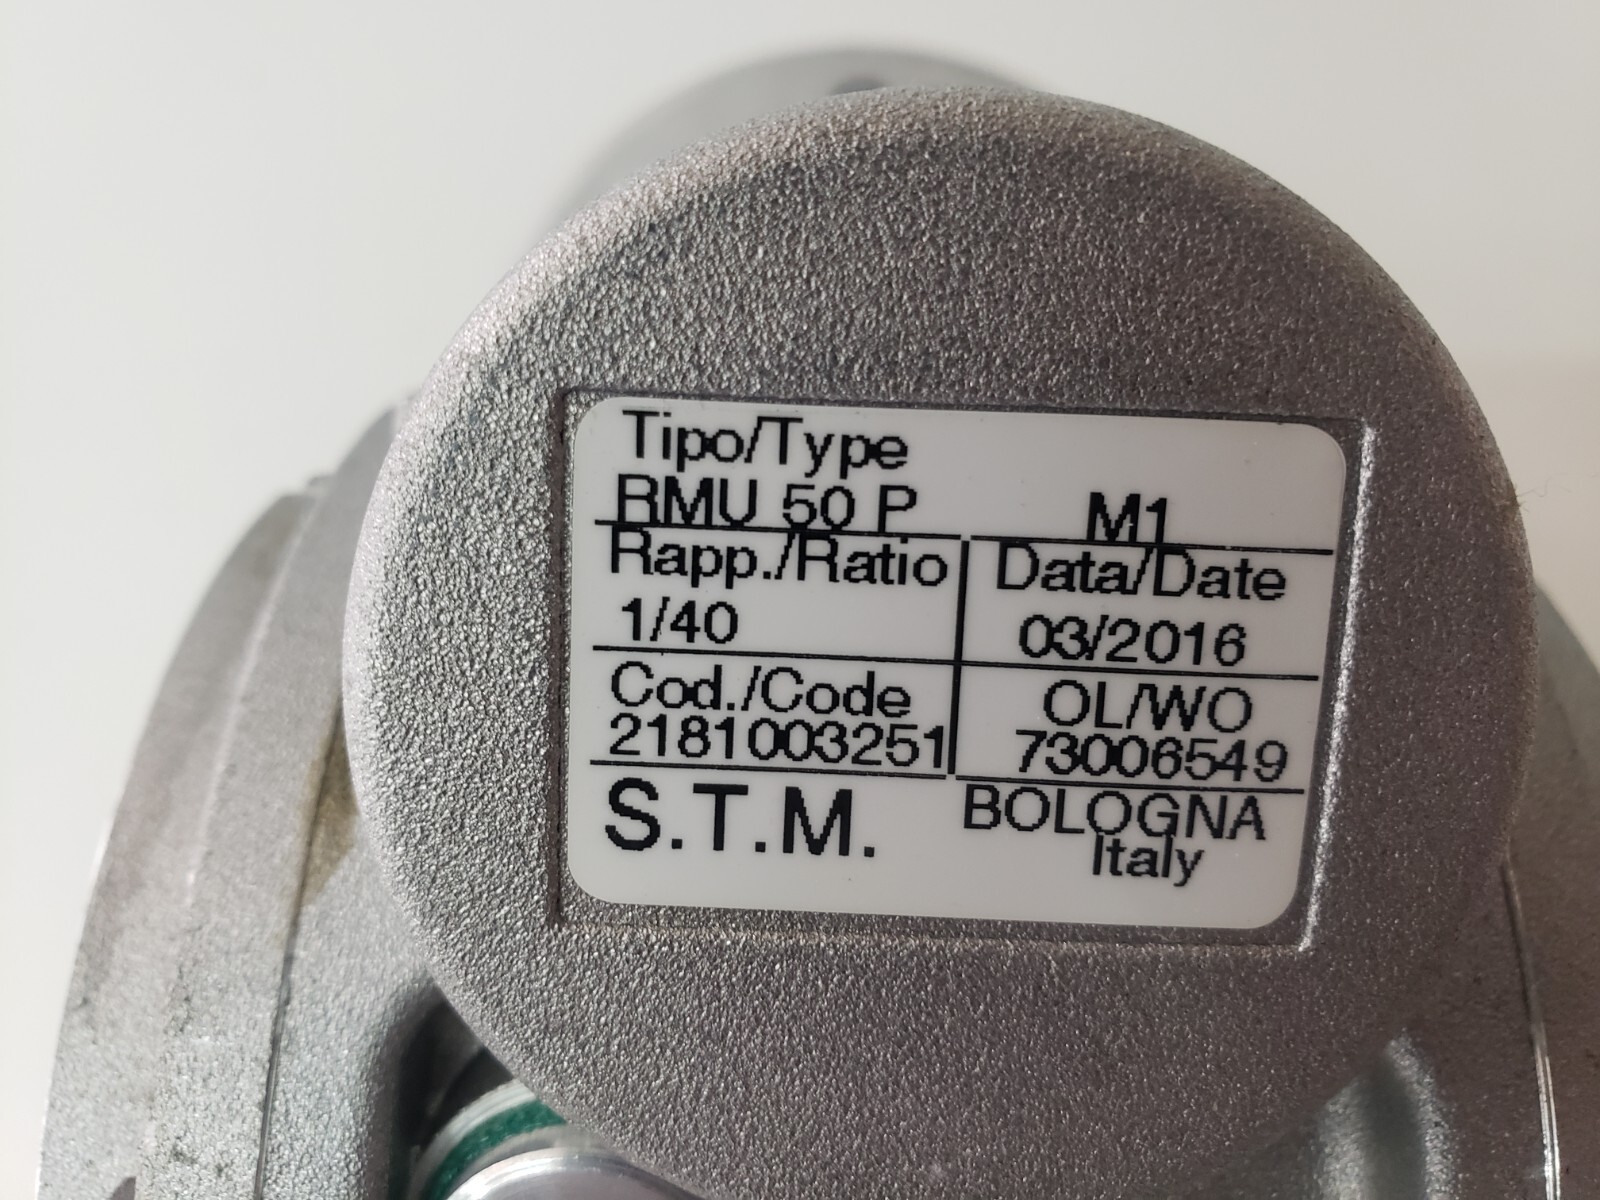 Tipo/Type
RMU 50 P M1
Rapp./Ratio Data/Date
1/40 03/2016
Cod./Code OL/WO
2181003251 73006549
S.T.M. BOLOGNA
Italy